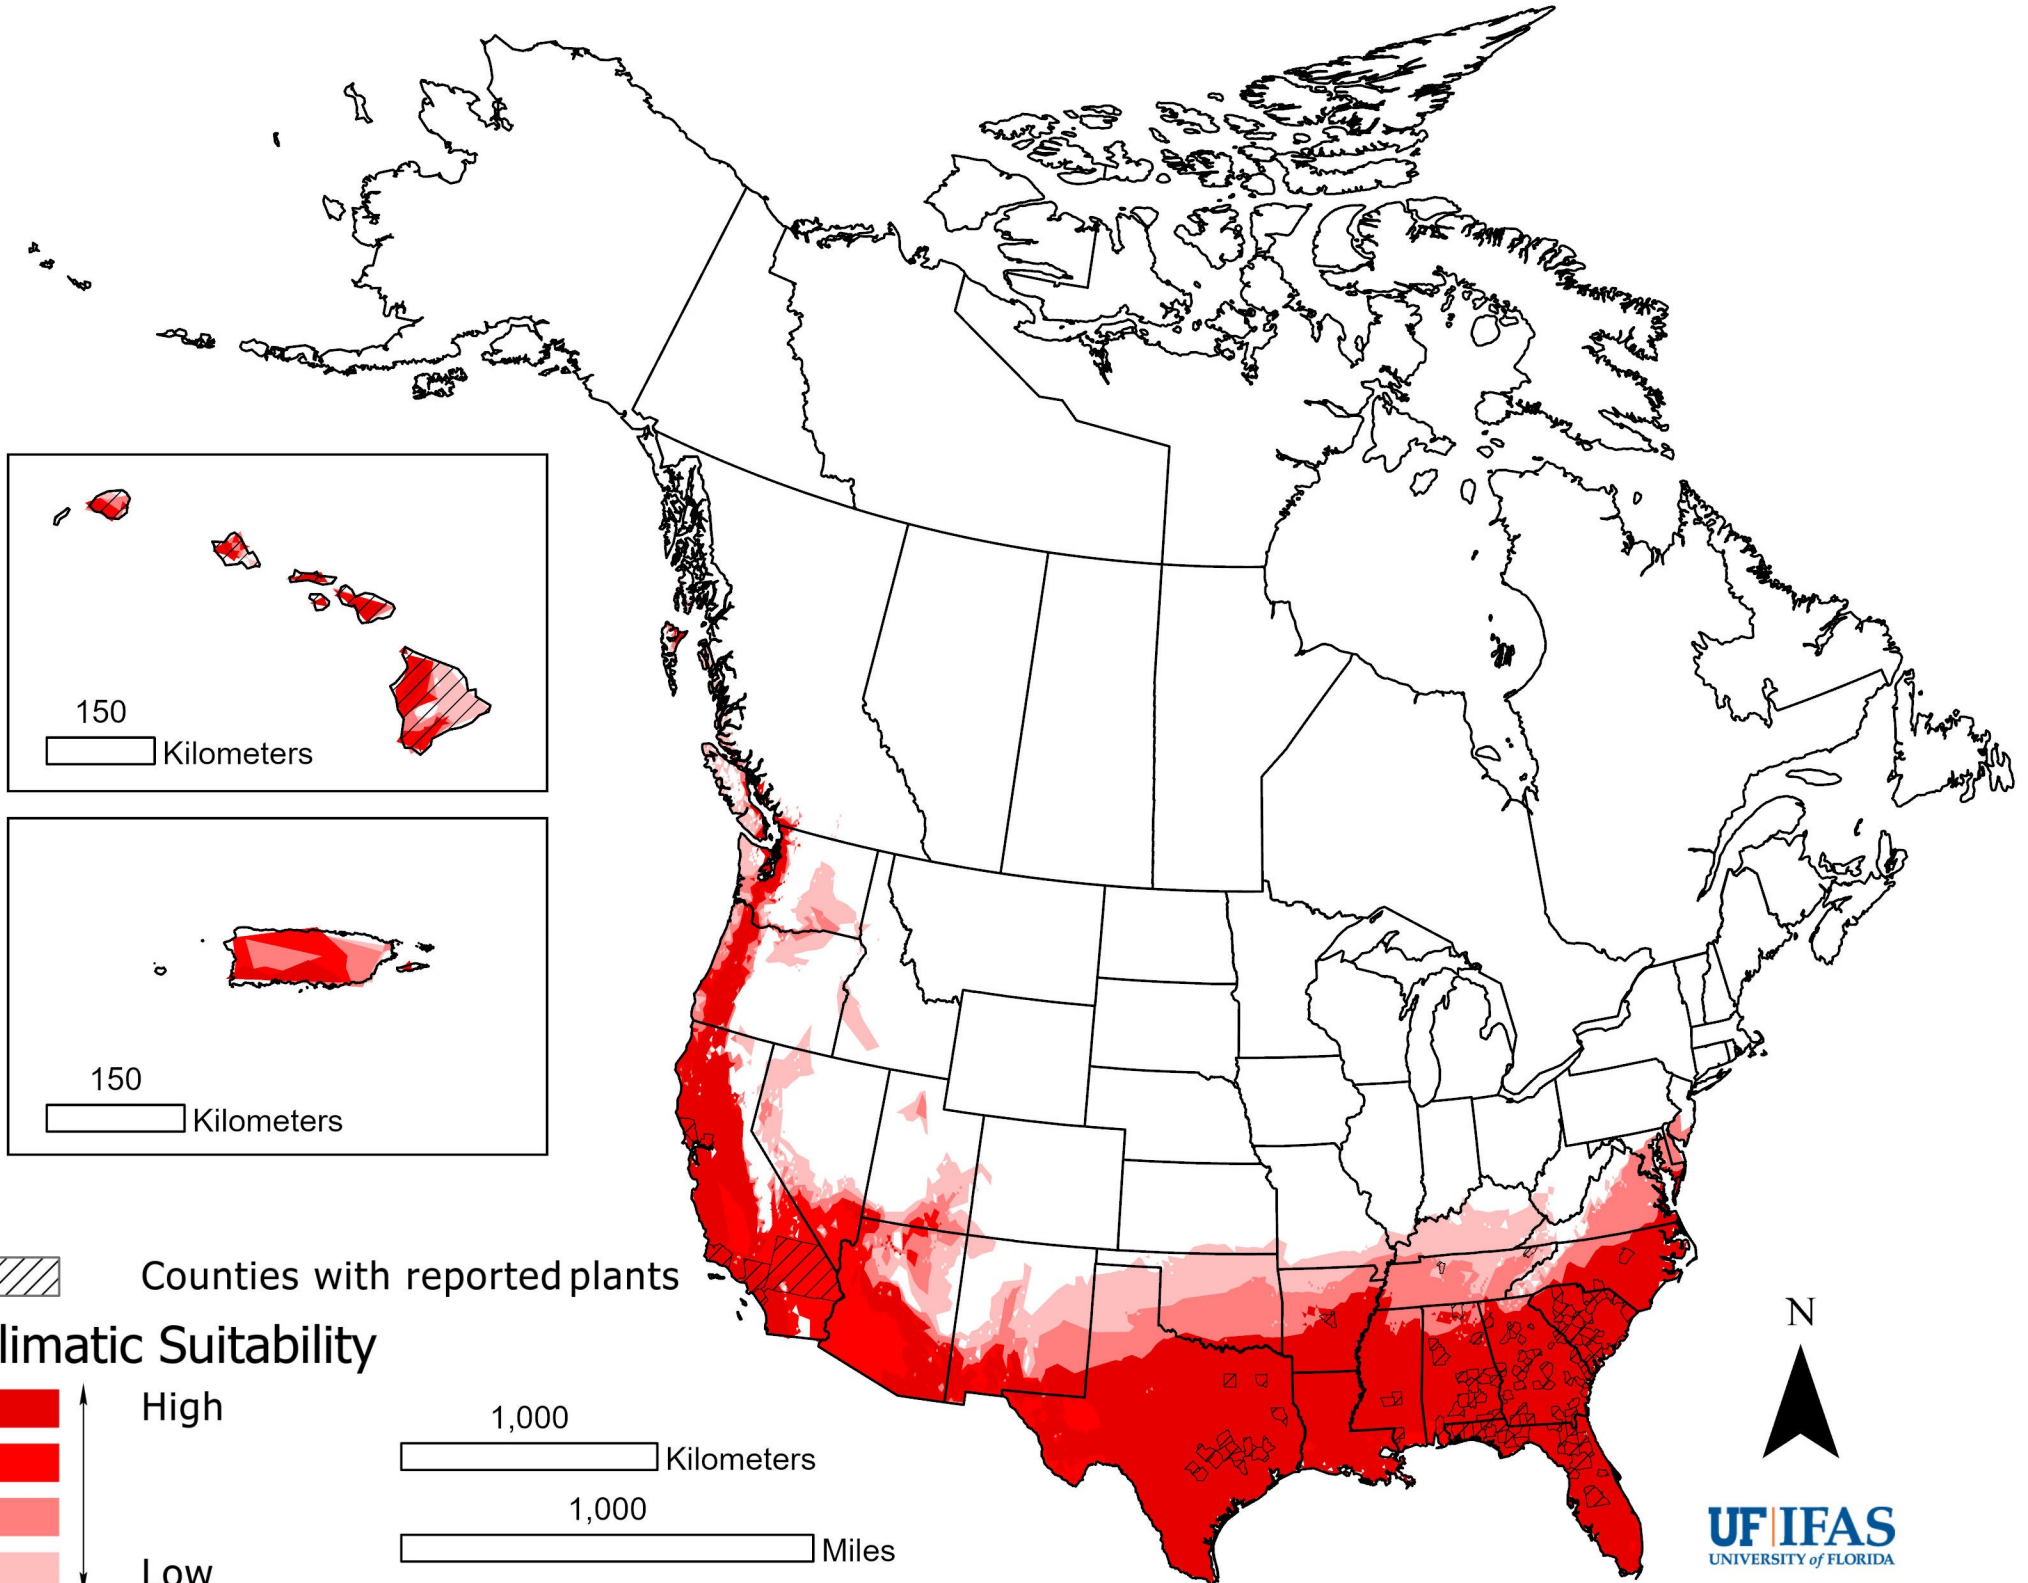 150
Kilometers
150
Kilometers
Counties with reported plants
limatic Suitability
High
Low
1,000
Kilometers
1,000
Miles
N
UF|IFAS
UNIVERSITY of FLORIDA